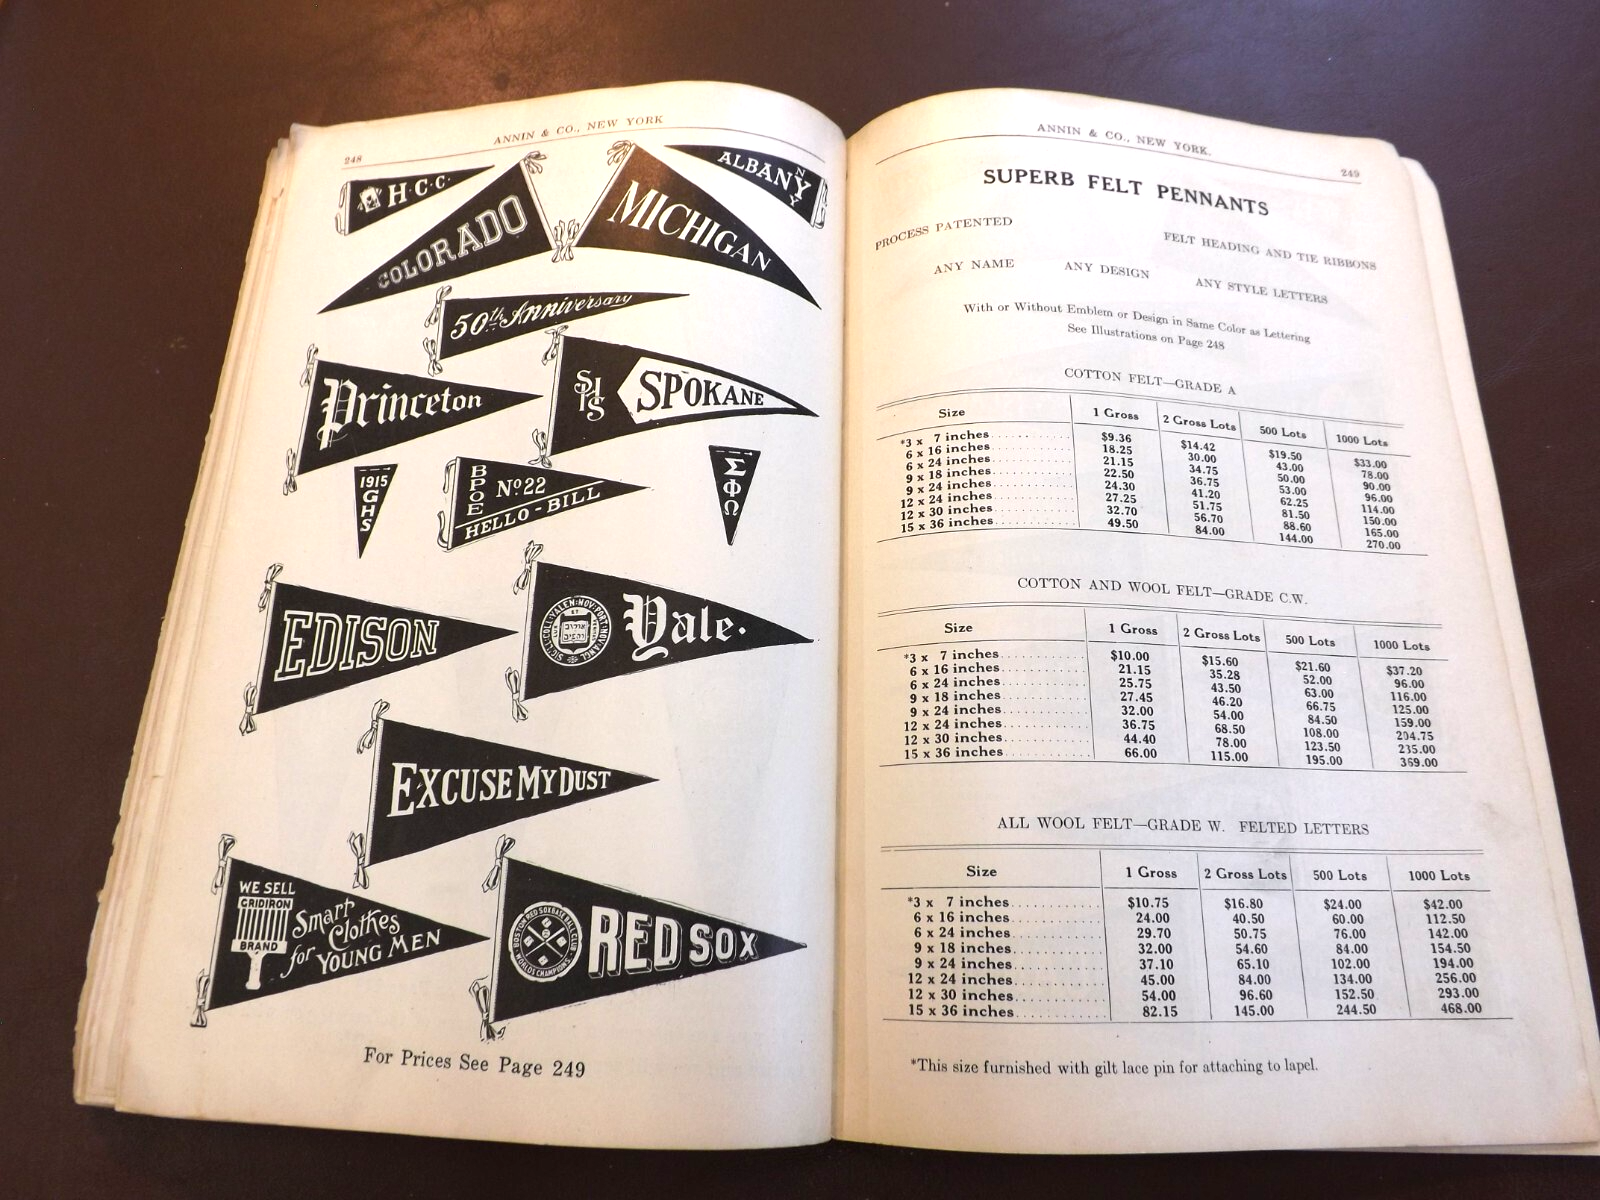 248
ANNIN & CO., NEW YORK
H·C·C·
COLORADO
MICHIGAN
ALBANY
N
Y
50th Anniversary
Princeton
SHS
SPOKANE
1915
GHS
BPOE
No. 22
HELLO-BILL
ΣΦΩ
EDISON
Yale.
EXCUSE MY DUST
WE SELL
GRIDIRON
BRAND
Smart
Clothes
for YOUNG MEN
BOSTON RED SOX BASE BALL CLUB
WORLDS CHAMPIONS
RED SOX
For Prices See Page 249
ANNIN & CO., NEW YORK.
249
SUPERB FELT PENNANTS
PROCESS PATENTED FELT HEADING AND TIE RIBBONS
ANY NAME ANY DESIGN ANY STYLE LETTERS
With or Without Emblem or Design in Same Color as Lettering
See Illustrations on Page 248
COTTON FELT—GRADE A
Size 1 Gross 2 Gross Lots 500 Lots 1000 Lots
*3 x 7 inches $9.36 $14.42 $19.50 $33.00
6 x 16 inches 18.25 30.00 43.00 78.00
6 x 24 inches 21.15 34.75 50.00 90.00
9 x 18 inches 22.50 36.75 53.00 96.00
9 x 24 inches 24.30 41.20 62.25 114.00
12 x 24 inches 27.25 51.75 81.50 150.00
12 x 30 inches 32.70 56.70 88.60 165.00
15 x 36 inches 49.50 84.00 144.00 270.00
COTTON AND WOOL FELT—GRADE C.W.
Size 1 Gross 2 Gross Lots 500 Lots 1000 Lots
*3 x 7 inches $10.00 $15.60 $21.60 $37.20
6 x 16 inches 21.15 35.28 52.00 96.00
6 x 24 inches 25.75 43.50 63.00 116.00
9 x 18 inches 27.45 46.20 66.75 125.00
9 x 24 inches 32.00 54.00 84.50 159.00
12 x 24 inches 36.75 68.50 108.00 204.75
12 x 30 inches 44.40 78.00 123.50 235.00
15 x 36 inches 66.00 115.00 195.00 369.00
ALL WOOL FELT—GRADE W. FELTED LETTERS
Size 1 Gross 2 Gross Lots 500 Lots 1000 Lots
*3 x 7 inches $10.75 $16.80 $24.00 $42.00
6 x 16 inches 24.00 40.50 60.00 112.50
6 x 24 inches 29.70 50.75 76.00 142.00
9 x 18 inches 32.00 54.60 84.00 154.50
9 x 24 inches 37.10 65.10 102.00 194.00
12 x 24 inches 45.00 84.00 134.00 256.00
12 x 30 inches 54.00 96.60 152.50 293.00
15 x 36 inches 82.15 145.00 244.50 468.00
*This size furnished with gilt lace pin for attaching to lapel.